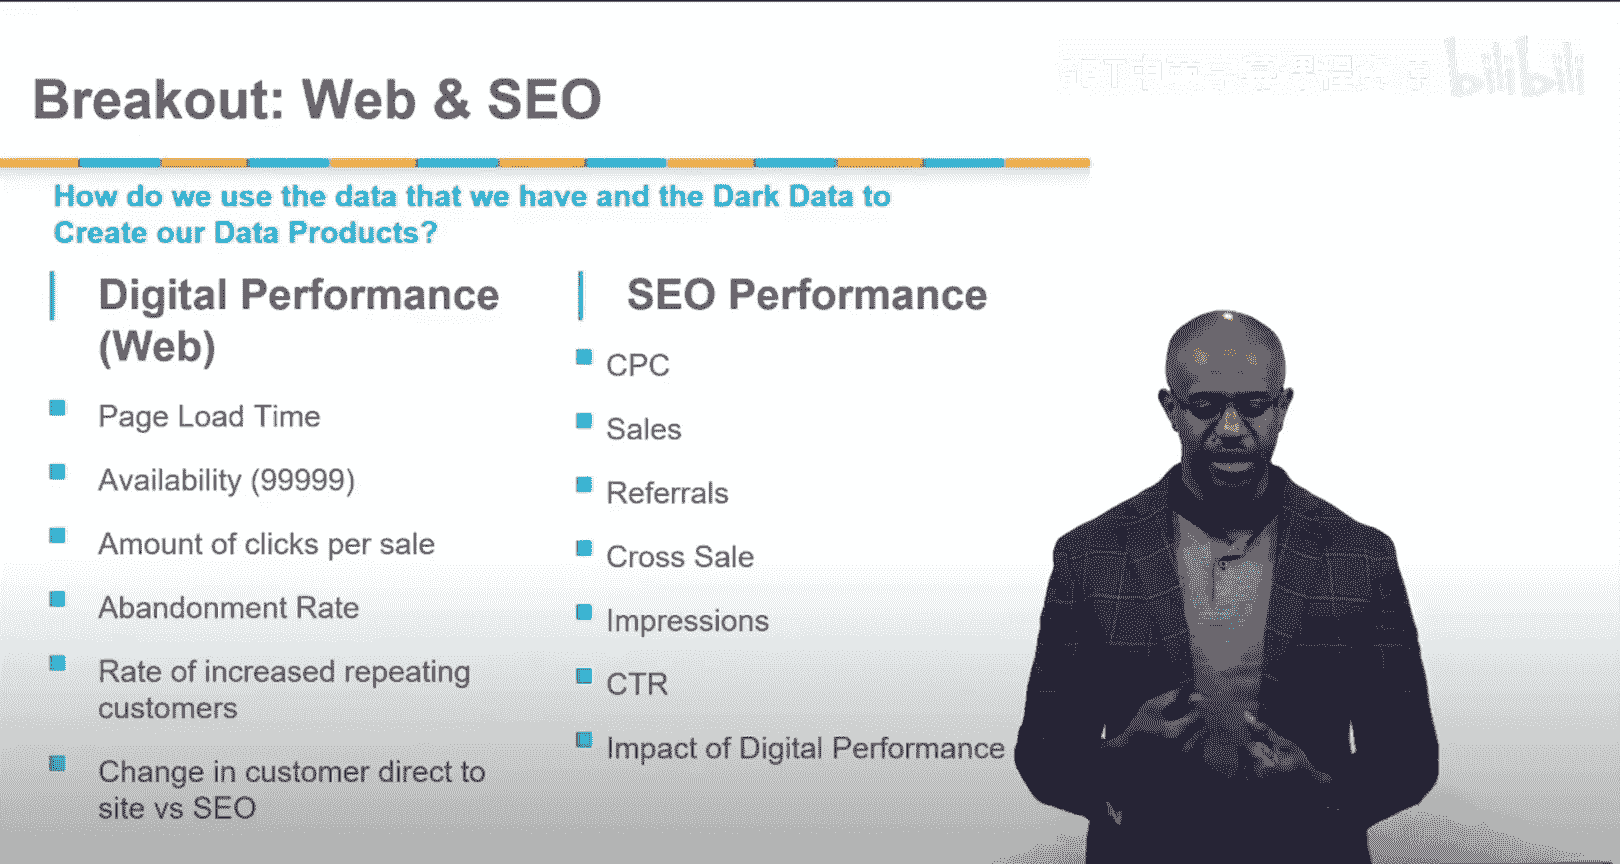 Breakout: Web & SEO
bilibili
How do we use the data that we have and the Dark Data to
Create our Data Products?
Digital Performance
(Web)
Page Load Time
Availability (99999)
Amount of clicks per sale
Abandonment Rate
Rate of increased repeating
customers
Change in customer direct to
site vs SEO
SEO Performance
CPC
Sales
Referrals
Cross Sale
Impressions
CTR
Impact of Digital Performance